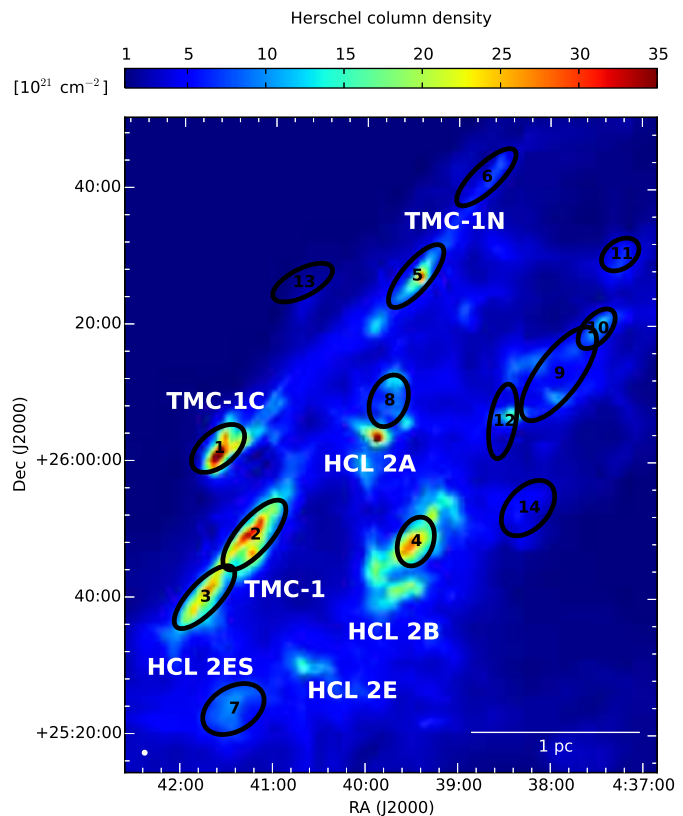 Herschel column density
1 5 10 15 20 25 30 35
[10²¹ cm⁻²]
6
40:00
TMC-1N
11
5
13
20:00
10
9
8
TMC-1C
12
1
HCL 2A
+26:00:00
14
2
4
3
TMC-1
40:00
HCL 2B
HCL 2ES
HCL 2E
7
+25:20:00
1 pc
42:00 41:00 40:00 39:00 38:00 4:37:00
RA (J2000)
Dec (J2000)